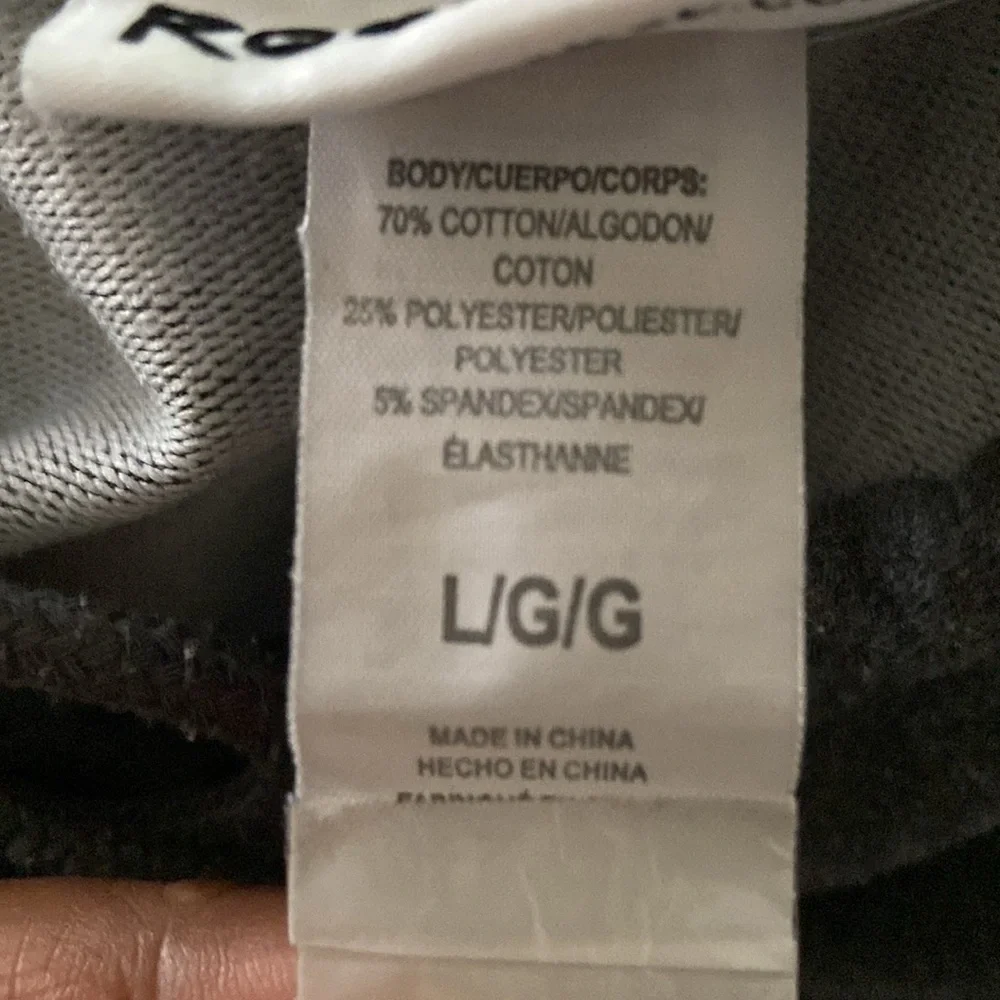 BODY/CUERPO/CORPS:
70% COTTON/ALGODON/
COTON
25% POLYESTER/POLIESTER/
POLYESTER
5% SPANDEX/SPANDEX/
ÉLASTHANNE
L/G/G
MADE IN CHINA
HECHO EN CHINA